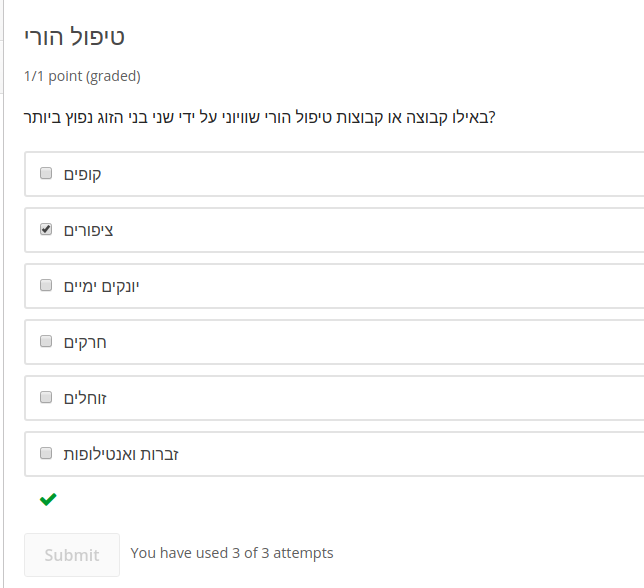 טיפול הורי
1/1 point (graded)
באילו קבוצה או קבוצות טיפול הורי שוויוני על ידי שני בני הזוג נפוץ ביותר?
קופים
ציפורים
יונקים ימיים
חרקים
זוחלים
זברות ואנטילופות
Submit
You have used 3 of 3 attempts